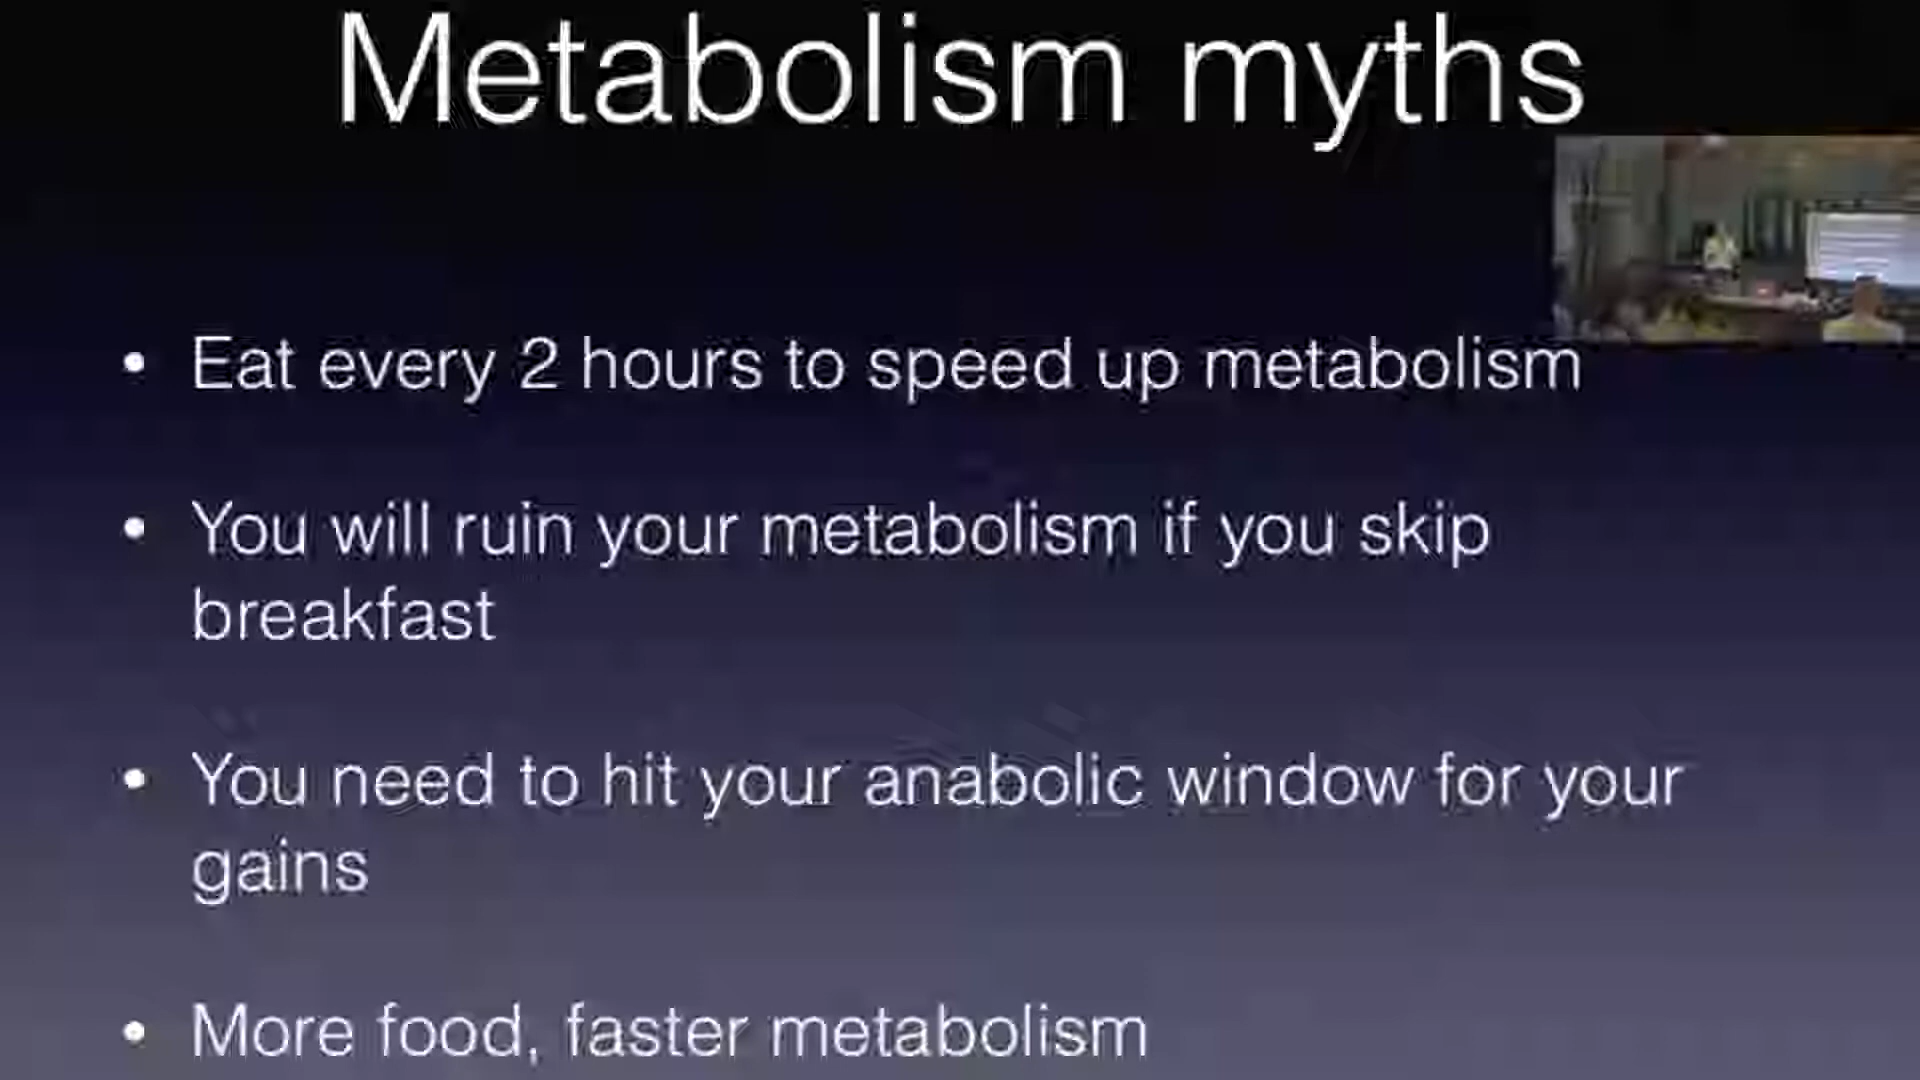 Metabolism myths
• Eat every 2 hours to speed up metabolism
• You will ruin your metabolism if you skip
breakfast
• You need to hit your anabolic window for your
gains
• More food, faster metabolism